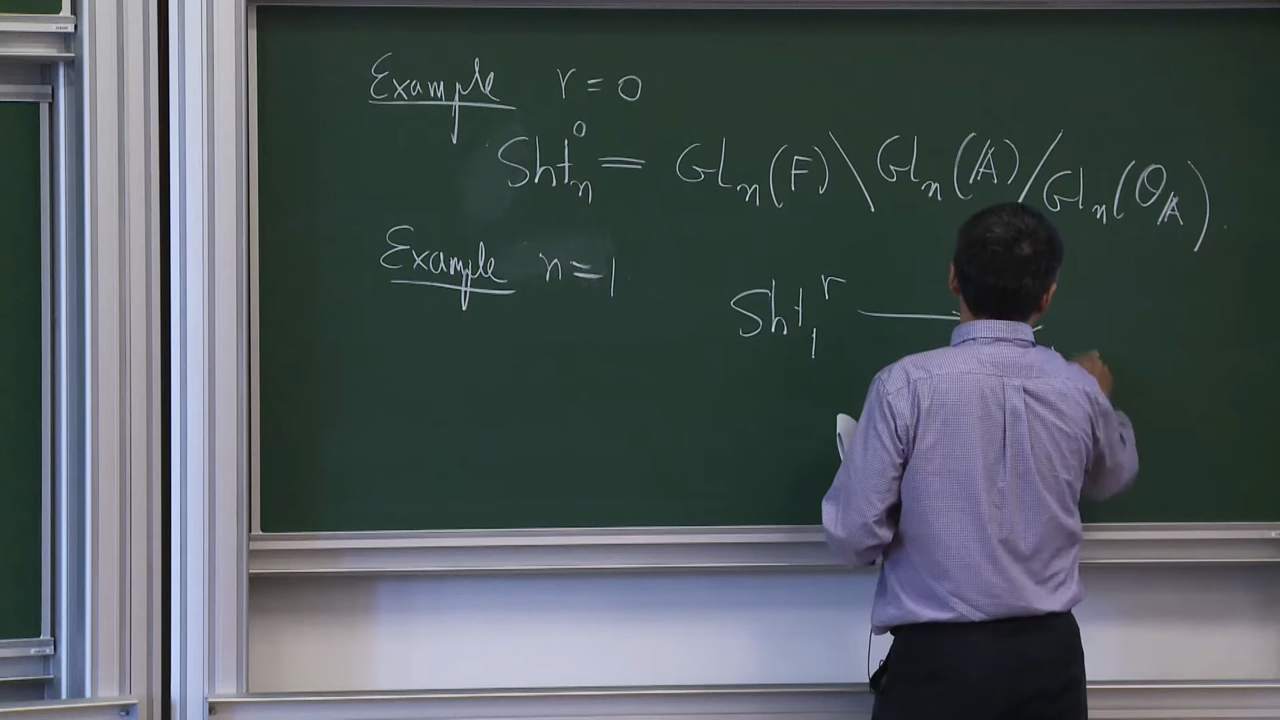 Example r = 0
Sht_n^0 = GL_n(F) \ GL_n(𝔸) / GL_n(O_𝔸).
Example n = 1.
Sht_1^r